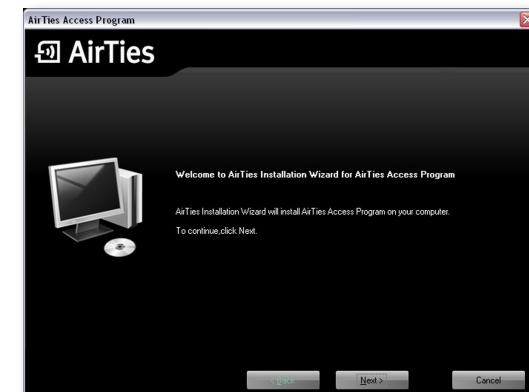 AirTies Access Program
AirTies
Welcome to AirTies Installation Wizard for AirTies Access Program
AirTies Installation Wizard will install AirTies Access Program on your computer.
To continue,click Next.
< Back
Next >
Cancel